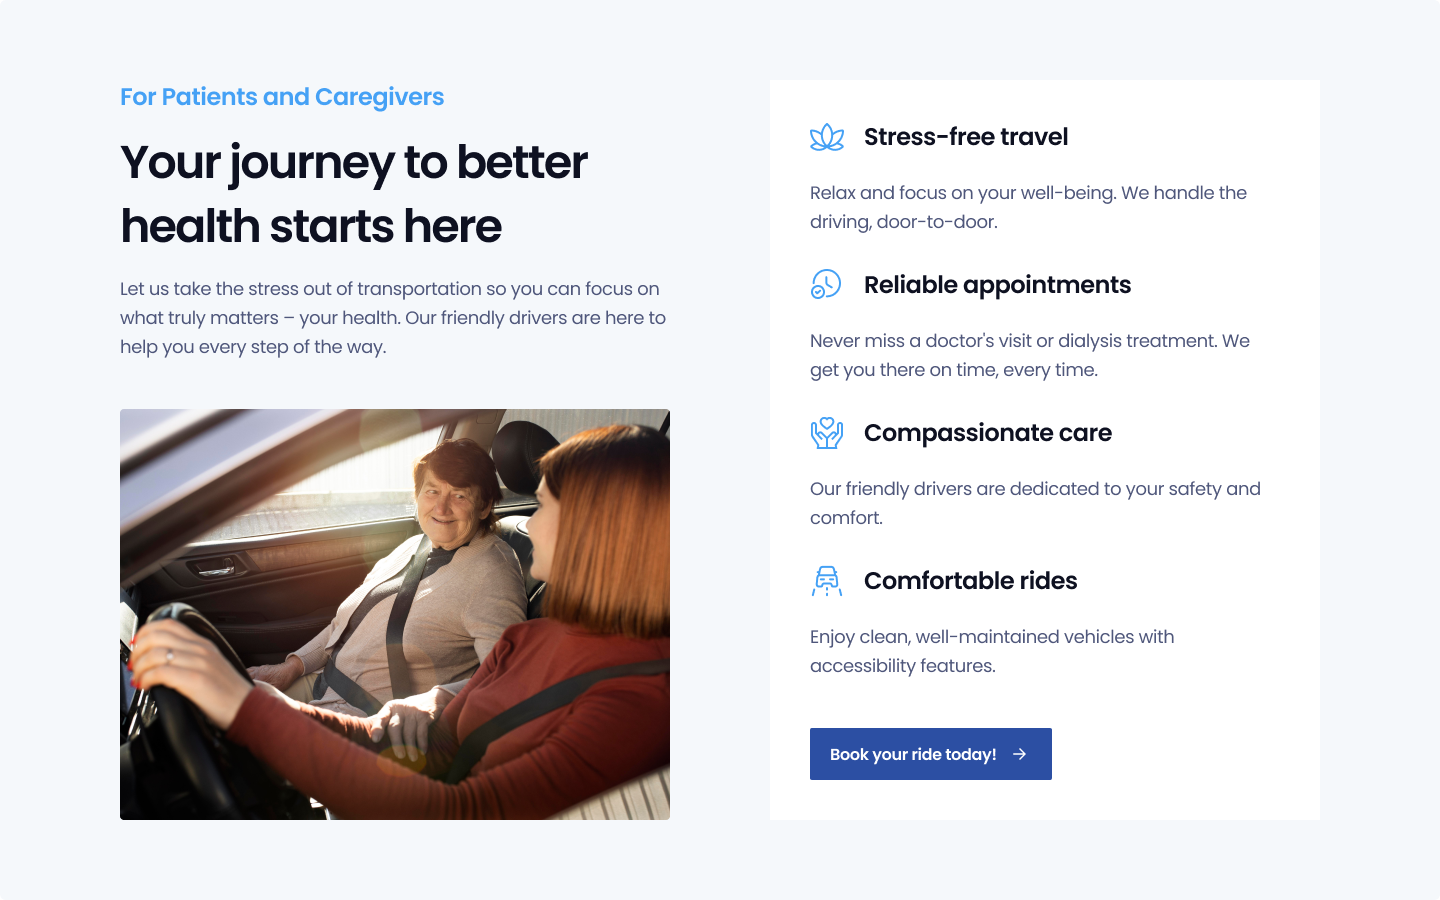 For Patients and Caregivers
Your journey to better
health starts here
Let us take the stress out of transportation so you can focus on
what truly matters – your health. Our friendly drivers are here to
help you every step of the way.
Stress-free travel
Relax and focus on your well-being. We handle the
driving, door-to-door.
Reliable appointments
Never miss a doctor's visit or dialysis treatment. We
get you there on time, every time.
Compassionate care
Our friendly drivers are dedicated to your safety and
comfort.
Comfortable rides
Enjoy clean, well-maintained vehicles with
accessibility features.
Book your ride today!